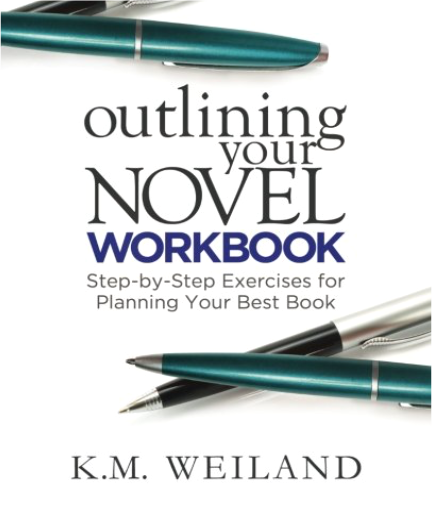 outlining
your
NOVEL
WORKBOOK
Step-by-Step Exercises for
Planning Your Best Book
K.M. WEILAND